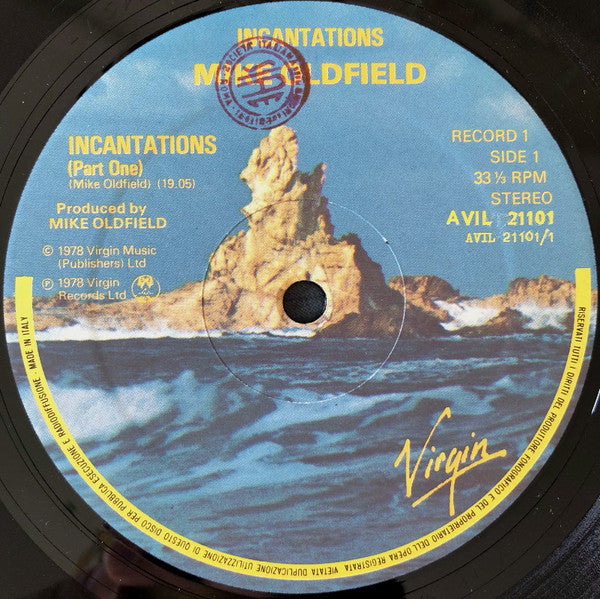 INCANTATIONS
MIKE OLDFIELD
INCANTATIONS
(Part One)
(Mike Oldfield) (19.05)
Produced by
MIKE OLDFIELD
© 1978 Virgin Music
(Publishers) Ltd
℗ 1978 Virgin
Records Ltd
RECORD 1
SIDE 1
33⅓ RPM
STEREO
AVIL 21101
AVIL 21101/1
Virgin
RISERVATI TUTTI I DIRITTI DEL PRODUTTORE FONOGRAFICO E DEL PROPRIETARIO DELL'OPERA REGISTRATA · VIETATA DUPLICAZIONE UTILIZZAZIONE DI QUESTO DISCO PER PUBBLICA ESECUZIONE E RADIODIFFUSIONE · MADE IN ITALY